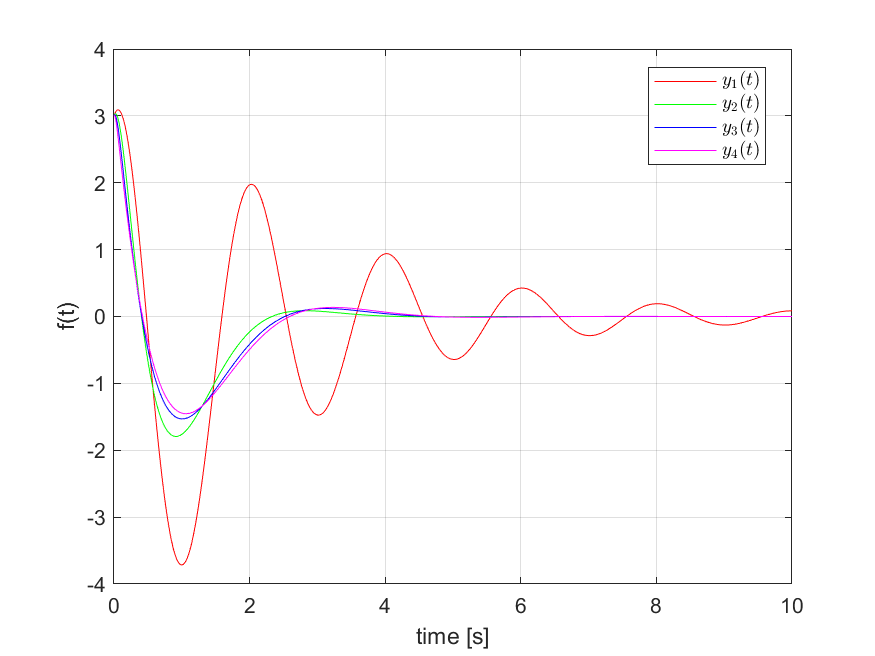 4
3
2
1
0
-1
-2
-3
-4
f(t)
0 2 4 6 8 10
time [s]
y₁(t)
y₂(t)
y₃(t)
y₄(t)